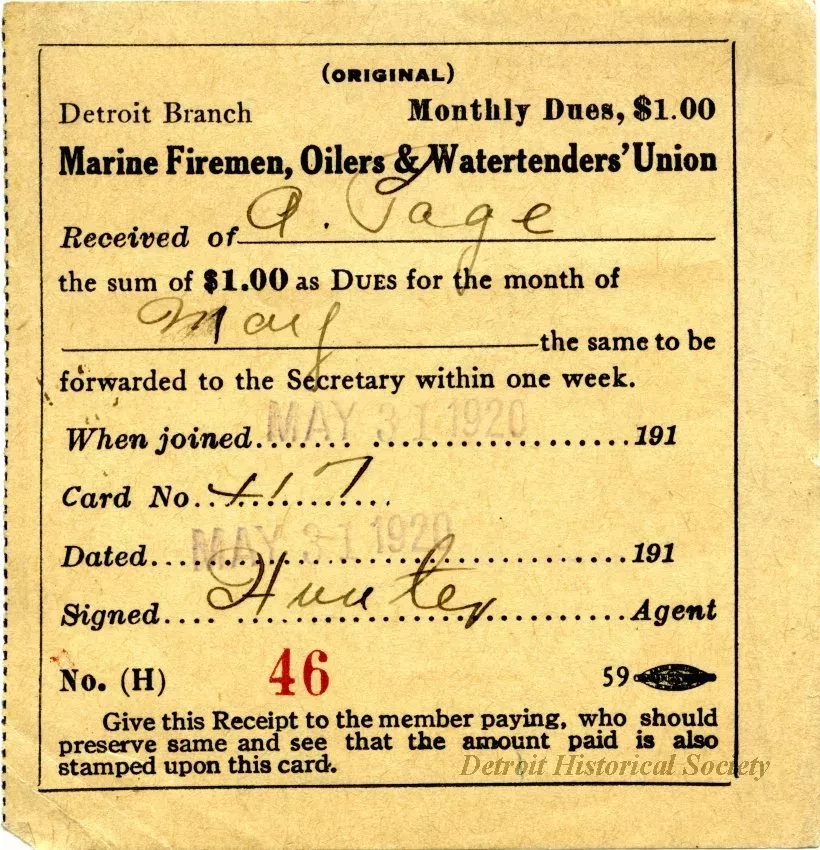 (ORIGINAL)
Detroit Branch Monthly Dues, $1.00
Marine Firemen, Oilers & Watertenders' Union
Received of A. Page
the sum of $1.00 as DUES for the month of
May the same to be
forwarded to the Secretary within one week.
When joined MAY 31 1920 191
Card No. 417
Dated MAY 31 1920 191
Signed Hunter Agent
No. (H) 46 59
Give this Receipt to the member paying, who should
preserve same and see that the amount paid is also
stamped upon this card.
Detroit Historical Society